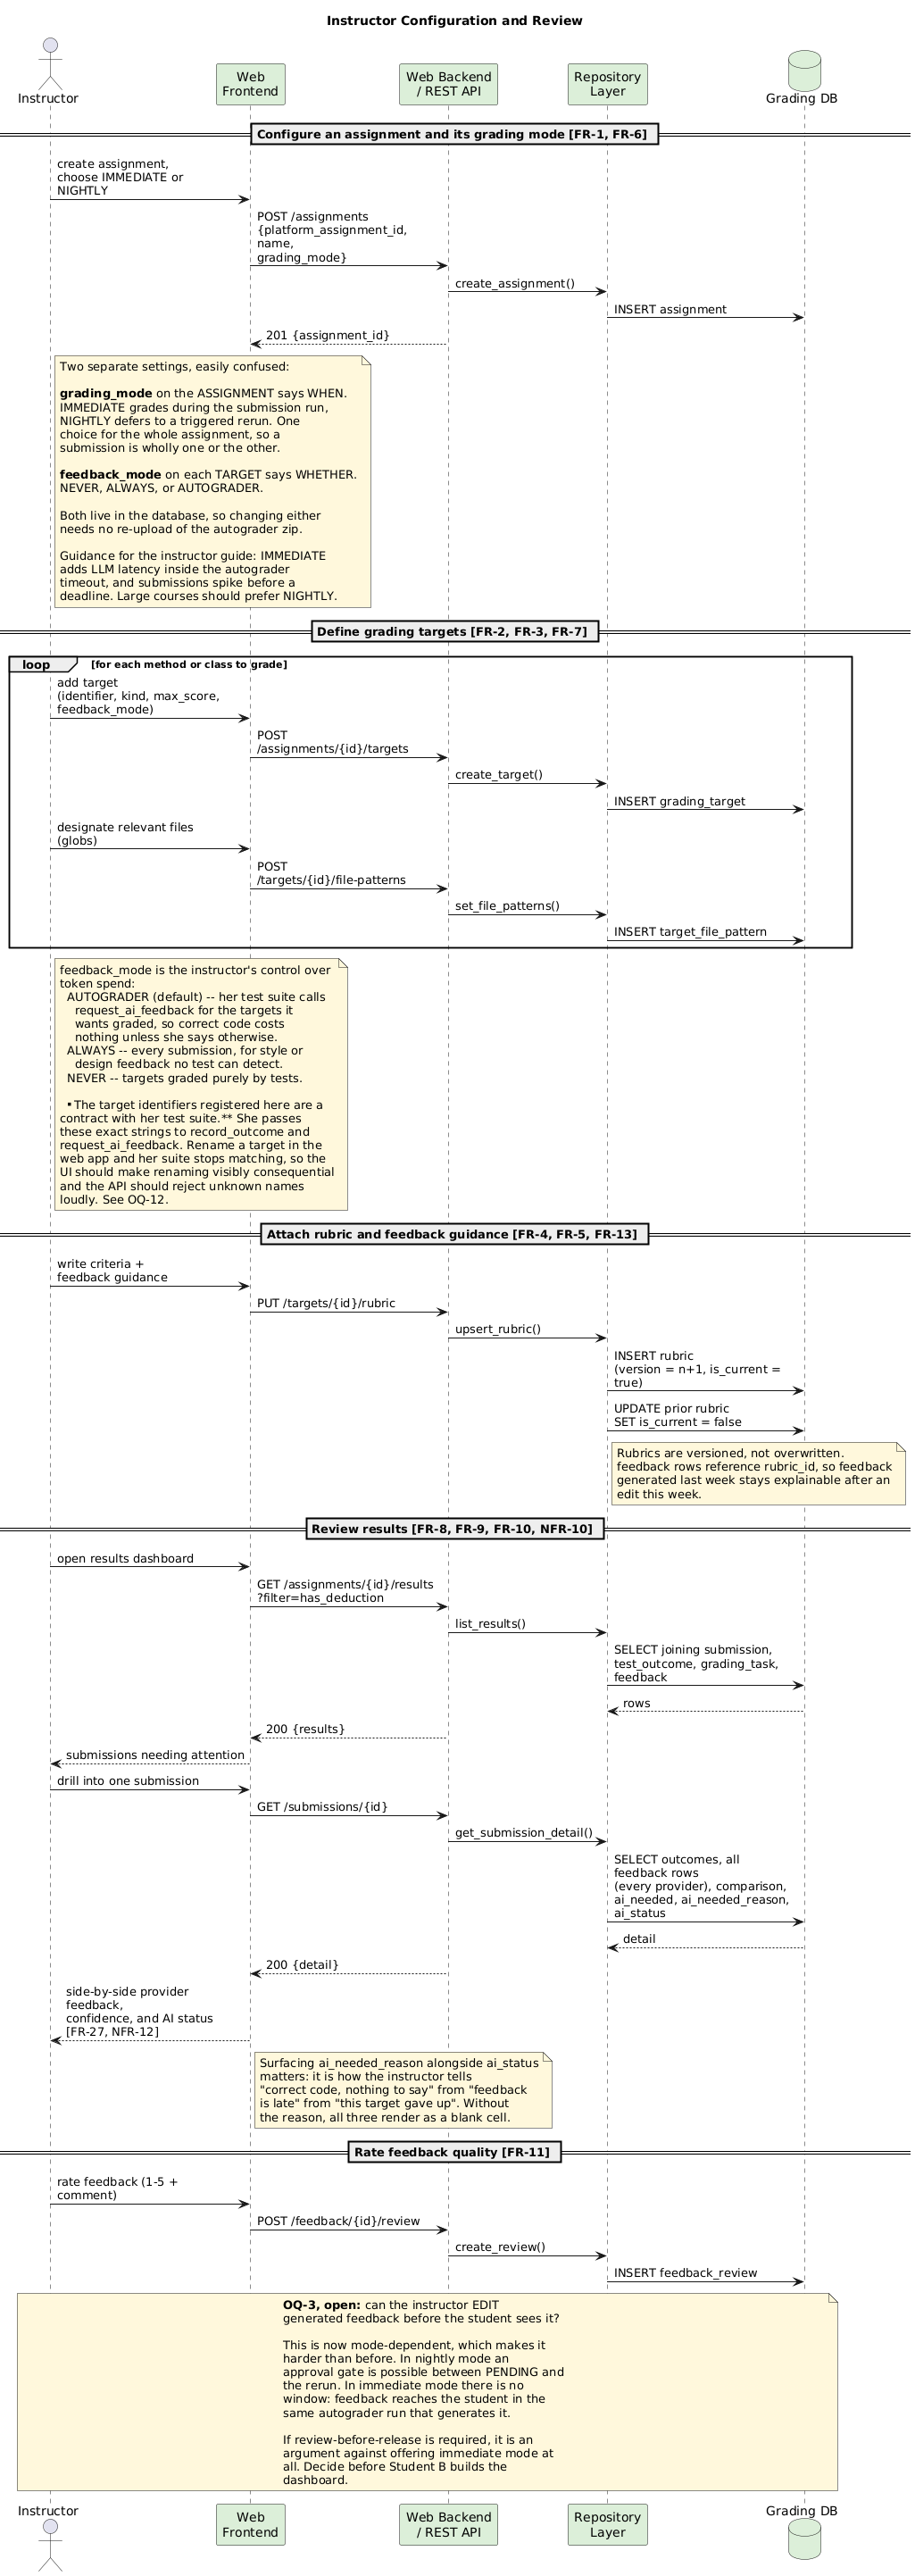 Instructor Configuration and Review
Instructor
Web
Frontend
Web Backend
/ REST API
Repository
Layer
Grading DB
Configure an assignment and its grading mode [FR-1, FR-6]
create assignment,
choose IMMEDIATE or
NIGHTLY
POST /assignments
{platform_assignment_id,
name,
grading_mode}
create_assignment()
INSERT assignment
201 {assignment_id}
Two separate settings, easily confused:
grading_mode on the ASSIGNMENT says WHEN.
IMMEDIATE grades during the submission run,
NIGHTLY defers to a triggered rerun. One
choice for the whole assignment, so a
submission is wholly one or the other.
feedback_mode on each TARGET says WHETHER.
NEVER, ALWAYS, or AUTOGRADER.
Both live in the database, so changing either
needs no re-upload of the autograder zip.
Guidance for the instructor guide: IMMEDIATE
adds LLM latency inside the autograder
timeout, and submissions spike before a
deadline. Large courses should prefer NIGHTLY.
Define grading targets [FR-2, FR-3, FR-7]
loop [for each method or class to grade]
add target
(identifier, kind, max_score,
feedback_mode)
POST
/assignments/{id}/targets
create_target()
INSERT grading_target
designate relevant files
(globs)
POST
/targets/{id}/file-patterns
set_file_patterns()
INSERT target_file_pattern
feedback_mode is the instructor's control over
token spend:
AUTOGRADER (default) -- her test suite calls
request_ai_feedback for the targets it
wants graded, so correct code costs
nothing unless she says otherwise.
ALWAYS -- every submission, for style or
design feedback no test can detect.
NEVER -- targets graded purely by tests.
• The target identifiers registered here are a
contract with her test suite.** She passes
these exact strings to record_outcome and
request_ai_feedback. Rename a target in the
web app and her suite stops matching, so the
UI should make renaming visibly consequential
and the API should reject unknown names
loudly. See OQ-12.
Attach rubric and feedback guidance [FR-4, FR-5, FR-13]
write criteria +
feedback guidance
PUT /targets/{id}/rubric
upsert_rubric()
INSERT rubric
(version = n+1, is_current =
true)
UPDATE prior rubric
SET is_current = false
Rubrics are versioned, not overwritten.
feedback rows reference rubric_id, so feedback
generated last week stays explainable after an
edit this week.
Review results [FR-8, FR-9, FR-10, NFR-10]
open results dashboard
GET /assignments/{id}/results
?filter=has_deduction
list_results()
SELECT joining submission,
test_outcome, grading_task,
feedback
rows
200 {results}
submissions needing attention
drill into one submission
GET /submissions/{id}
get_submission_detail()
SELECT outcomes, all
feedback rows
(every provider), comparison,
ai_needed, ai_needed_reason,
ai_status
detail
200 {detail}
side-by-side provider
feedback,
confidence, and AI status
[FR-27, NFR-12]
Surfacing ai_needed_reason alongside ai_status
matters: it is how the instructor tells
"correct code, nothing to say" from "feedback
is late" from "this target gave up". Without
the reason, all three render as a blank cell.
Rate feedback quality [FR-11]
rate feedback (1-5 +
comment)
POST /feedback/{id}/review
create_review()
INSERT feedback_review
OQ-3, open: can the instructor EDIT
generated feedback before the student sees it?
This is now mode-dependent, which makes it
harder than before. In nightly mode an
approval gate is possible between PENDING and
the rerun. In immediate mode there is no
window: feedback reaches the student in the
same autograder run that generates it.
If review-before-release is required, it is an
argument against offering immediate mode at
all. Decide before Student B builds the
dashboard.
Instructor
Web
Frontend
Web Backend
/ REST API
Repository
Layer
Grading DB